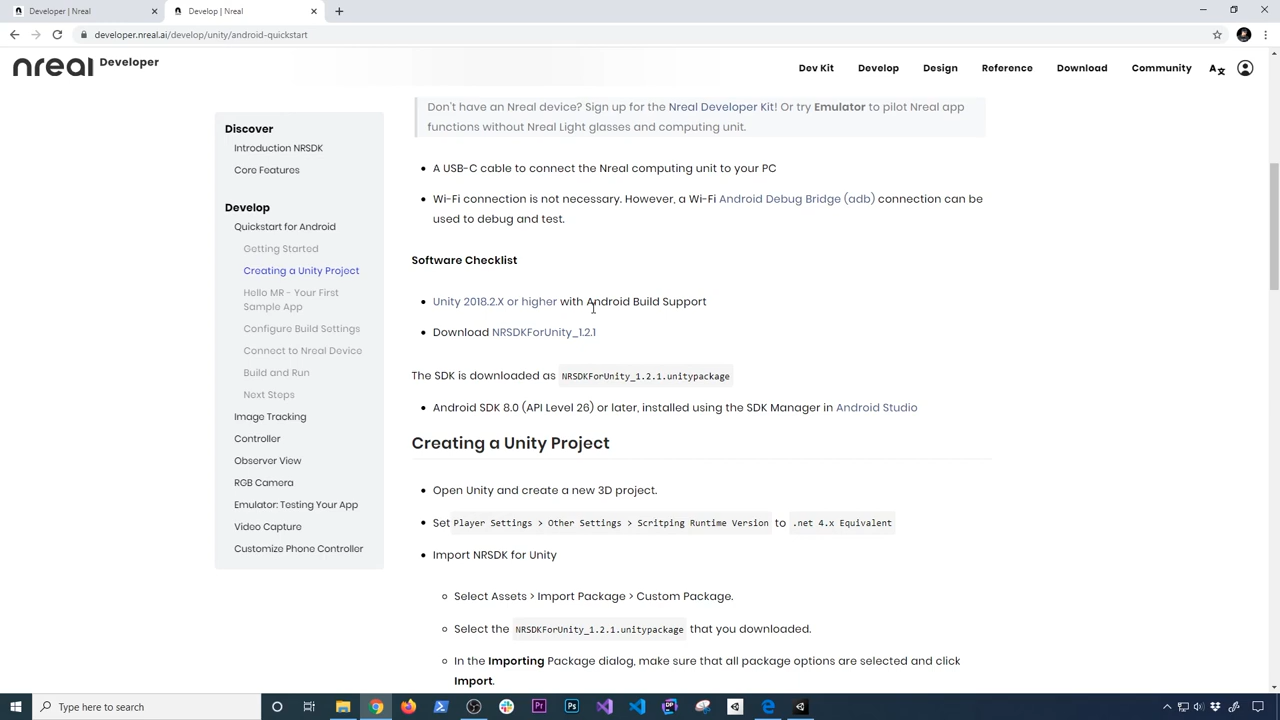 Developer | Nreal
Develop | Nreal
developer.nreal.ai/develop/unity/android-quickstart
nreal Developer
Dev Kit
Develop
Design
Reference
Download
Community
Discover
Introduction NRSDK
Core Features
Develop
Quickstart for Android
Getting Started
Creating a Unity Project
Hello MR - Your First
Sample App
Configure Build Settings
Connect to Nreal Device
Build and Run
Next Steps
Image Tracking
Controller
Observer View
RGB Camera
Emulator: Testing Your App
Video Capture
Customize Phone Controller
Don't have an Nreal device? Sign up for the Nreal Developer Kit! Or try Emulator to pilot Nreal app
functions without Nreal Light glasses and computing unit.
A USB-C cable to connect the Nreal computing unit to your PC
Wi-Fi connection is not necessary. However, a Wi-Fi Android Debug Bridge (adb) connection can be
used to debug and test.
Software Checklist
Unity 2018.2.X or higher with Android Build Support
Download NRSDKForUnity_1.2.1
The SDK is downloaded as NRSDKForUnity_1.2.1.unitypackage
Android SDK 8.0 (API Level 26) or later, installed using the SDK Manager in Android Studio
Creating a Unity Project
Open Unity and create a new 3D project.
Set Player Settings > Other Settings > Scritping Runtime Version to .net 4.x Equivalent
Import NRSDK for Unity
Select Assets > Import Package > Custom Package.
Select the NRSDKForUnity_1.2.1.unitypackage that you downloaded.
In the Importing Package dialog, make sure that all package options are selected and click
Import.
Type here to search